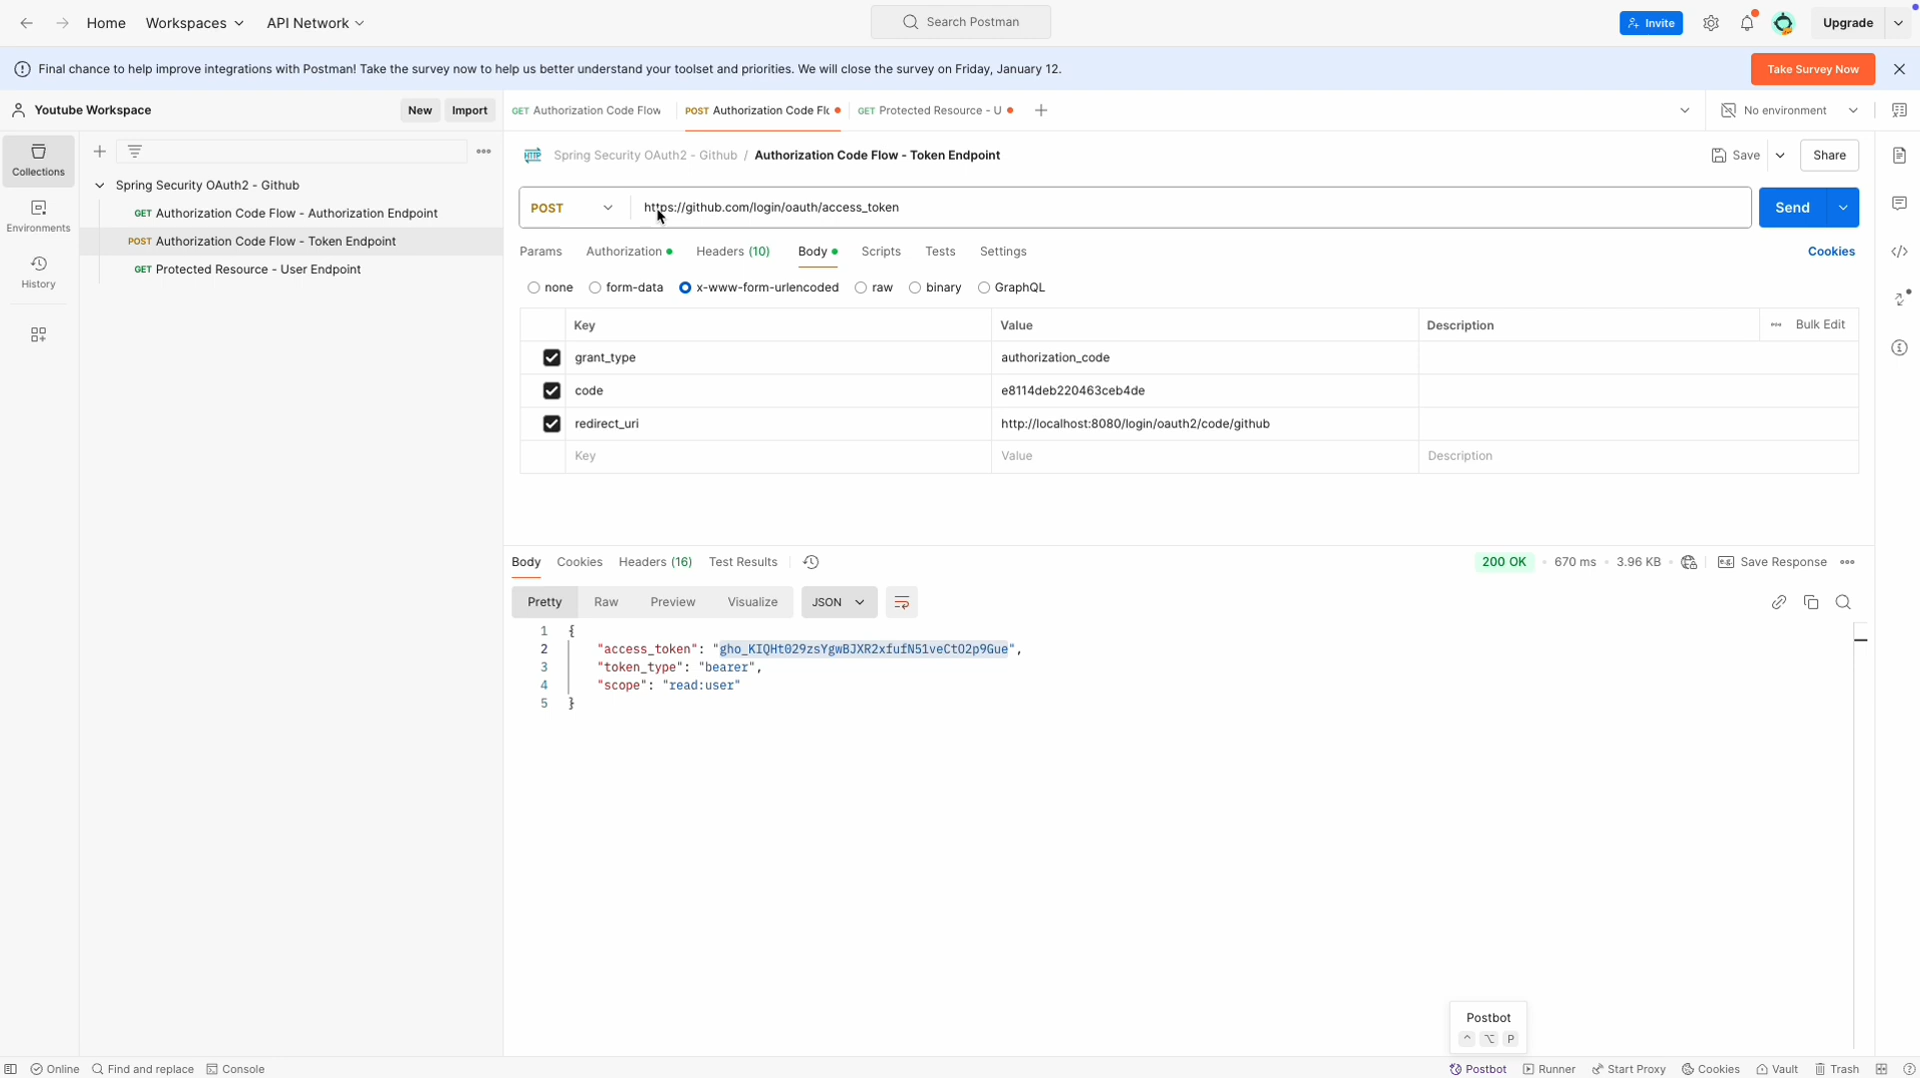 Home Workspaces API Network Search Postman Invite Upgrade
Final chance to help improve integrations with Postman! Take the survey now to help us better understand your toolset and priorities. We will close the survey on Friday, January 12. Take Survey Now
Youtube Workspace New Import GET Authorization Code Flow POST Authorization Code Flc GET Protected Resource - U No environment
Collections
Environments
History
Spring Security OAuth2 - Github
GET Authorization Code Flow - Authorization Endpoint
POST Authorization Code Flow - Token Endpoint
GET Protected Resource - User Endpoint
HTTP Spring Security OAuth2 - Github / Authorization Code Flow - Token Endpoint Save Share
POST https://github.com/login/oauth/access_token Send
Params Authorization Headers (10) Body Scripts Tests Settings Cookies
none form-data x-www-form-urlencoded raw binary GraphQL
Key Value Description Bulk Edit
grant_type authorization_code
code e8114deb220463ceb4de
redirect_uri http://localhost:8080/login/oauth2/code/github
Key Value Description
Body Cookies Headers (16) Test Results 200 OK 670 ms 3.96 KB Save Response
Pretty Raw Preview Visualize JSON
1 {
2 "access_token": "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",
3 "token_type": "bearer",
4 "scope": "read:user"
5 }
Postbot
^ ⌥ P
Online Find and replace Console Postbot Runner Start Proxy Cookies Vault Trash